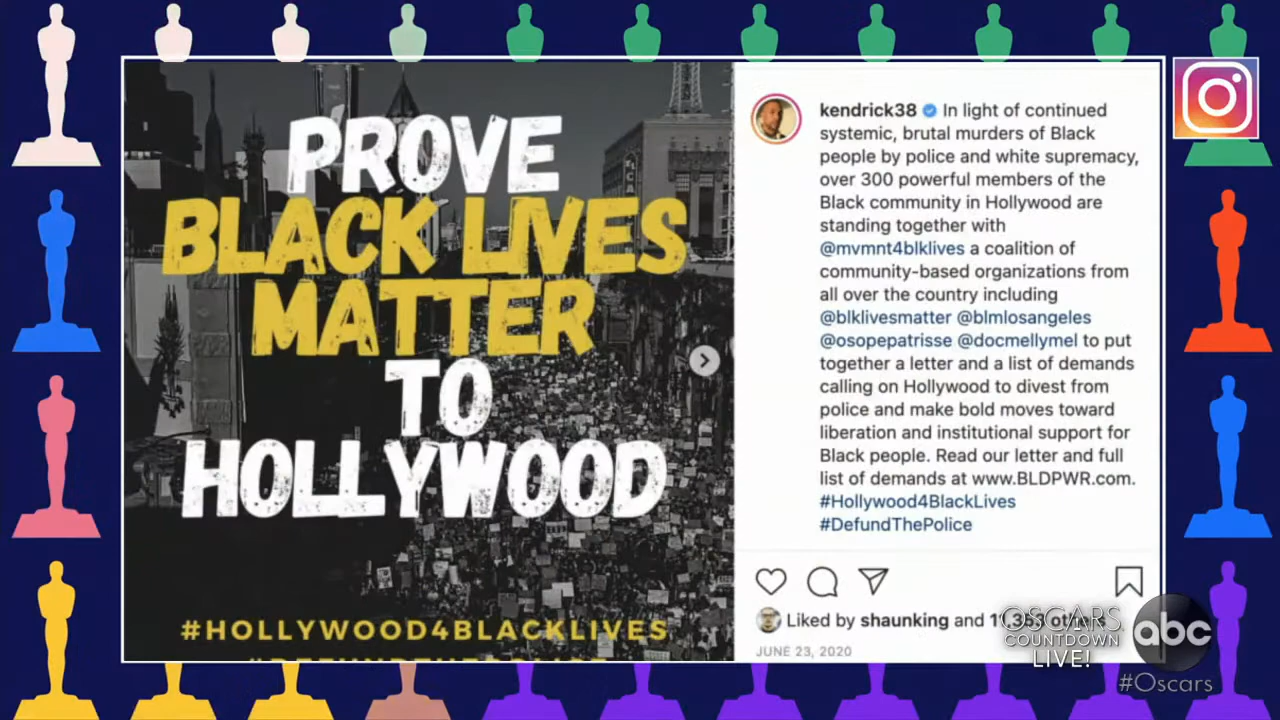 PROVE
BLACK LIVES
MATTER
TO
HOLLYWOOD
#HOLLYWOOD4BLACKLIVES
kendrick38 In light of continued
systemic, brutal murders of Black
people by police and white supremacy,
over 300 powerful members of the
Black community in Hollywood are
standing together with
@mvmnt4blklives a coalition of
community-based organizations from
all over the country including
@blklivesmatter @blmlosangeles
@osopepatrisse @docmellymel to put
together a letter and a list of demands
calling on Hollywood to divest from
police and make bold moves toward
liberation and institutional support for
Black people. Read our letter and full
list of demands at www.BLDPWR.com.
#Hollywood4BlackLives
#DefundThePolice
Liked by shaunking and others
JUNE 23, 2020
OSCARS
COUNTDOWN
LIVE!
abc
#Oscars